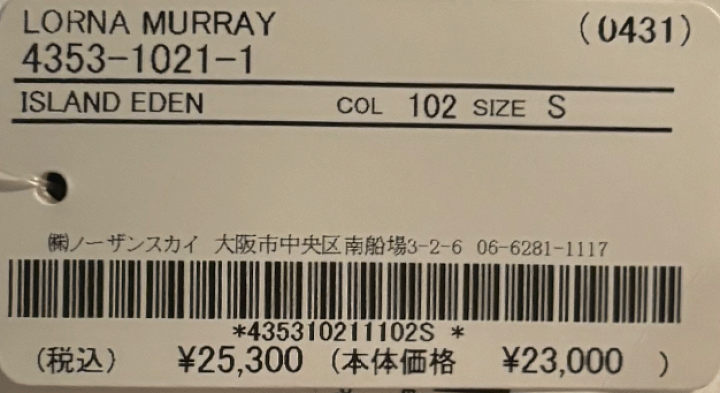 LORNA MURRAY (0431)
4353-1021-1
ISLAND EDEN COL 102 SIZE S
㈱ノーザンスカイ 大阪市中央区南船場3-2-6 06-6281-1117
*435310211102S *
(税込) ¥25,300 (本体価格 ¥23,000 )